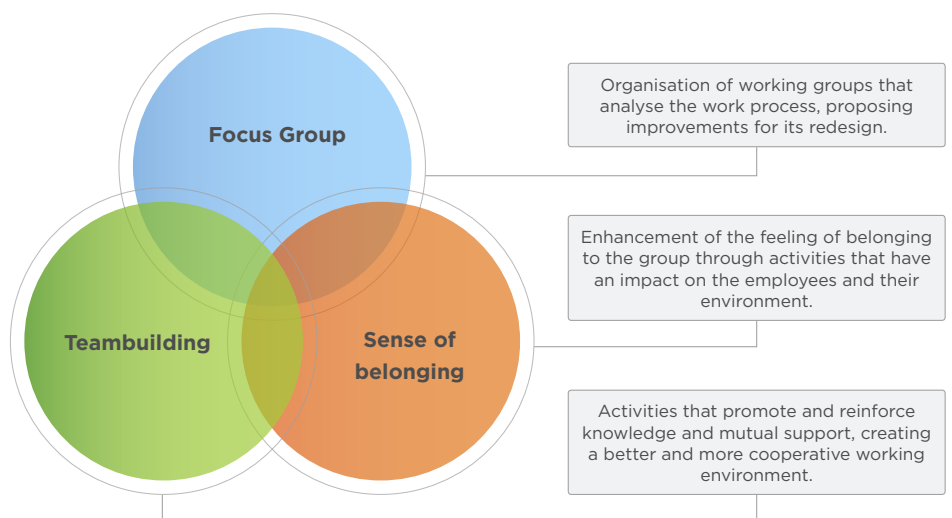 Focus Group
Organisation of working groups that
analyse the work process, proposing
improvements for its redesign.
Enhancement of the feeling of belonging
to the group through activities that have
an impact on the employees and their
environment.
Teambuilding
Sense of
belonging
Activities that promote and reinforce
knowledge and mutual support, creating
a better and more cooperative working
environment.